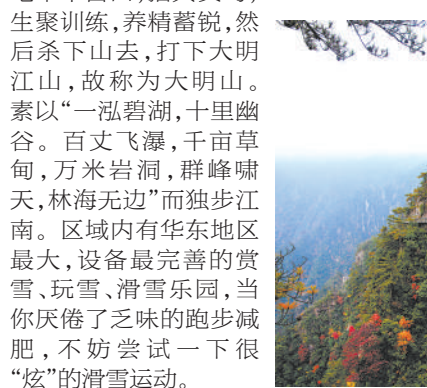 生聚训练,养精蓄锐,然
后杀下山去,打下大明
江山,故称为大明山。
素以“一泓碧湖,十里幽
谷。百丈飞瀑,千亩草
甸,万米岩洞,群峰啸
天,林海无边”而独步江
南。区域内有华东地区
最大,设备最完善的赏
雪、玩雪、滑雪乐园,当
你厌倦了乏味的跑步减
肥,不妨尝试一下很
“炫”的滑雪运动。